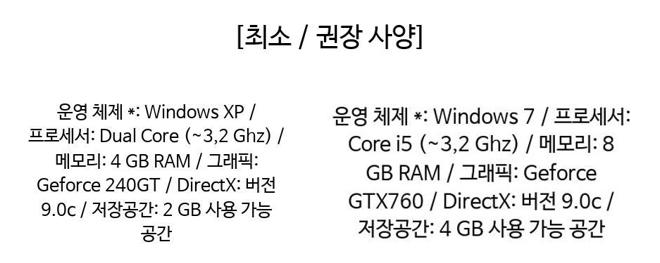 [최소 / 권장 사양]
운영 체제 *: Windows XP /
프로세서: Dual Core (~3,2 Ghz) /
메모리: 4 GB RAM / 그래픽:
Geforce 240GT / DirectX: 버전
9.0c / 저장공간: 2 GB 사용 가능
공간
운영 체제 *: Windows 7 / 프로세서:
Core i5 (~3,2 Ghz) / 메모리: 8
GB RAM / 그래픽: Geforce
GTX760 / DirectX: 버전 9.0c /
저장공간: 4 GB 사용 가능 공간